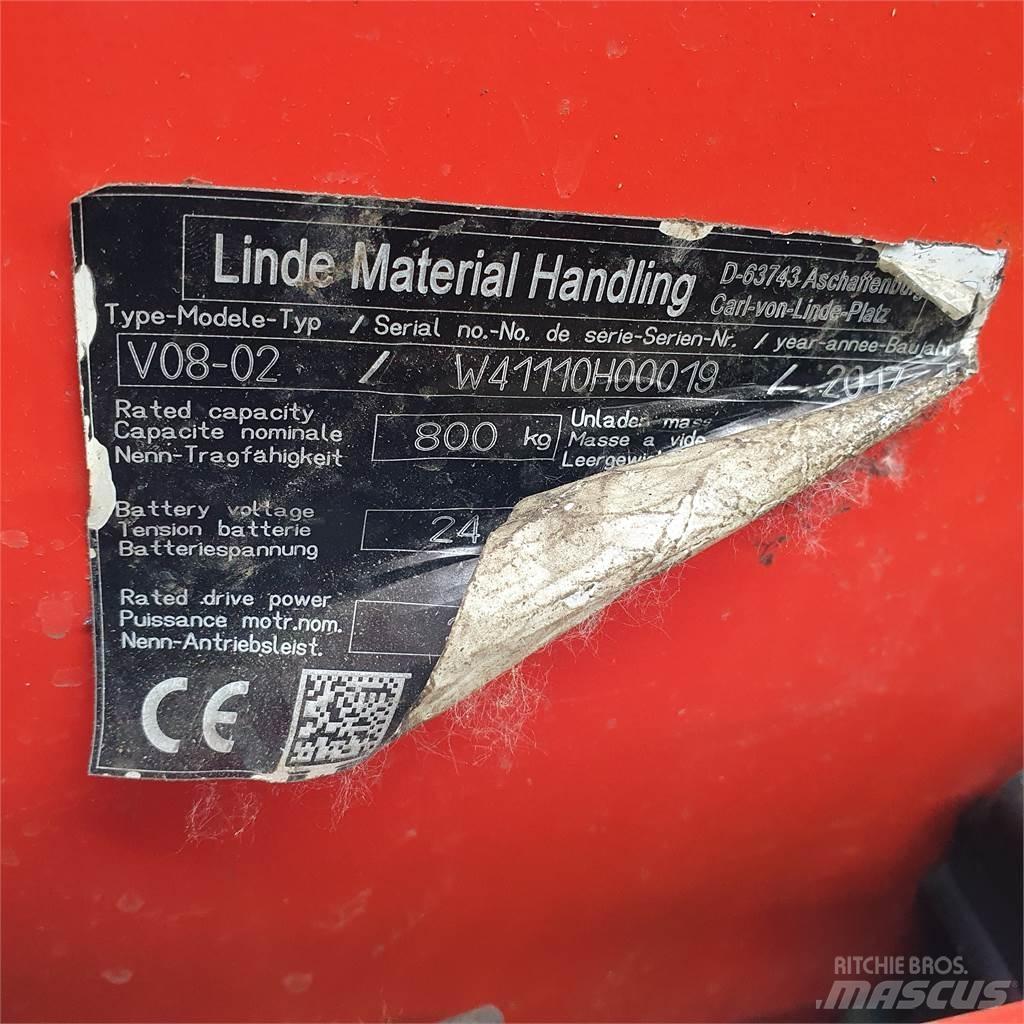 Linde Material Handling
D-63743 Aschaffenburg
Carl-von-Linde-Platz
Type-Modele-Typ / Serial no.-No. de serie-Serien-Nr. / year-annee-Baujahr
V08-02 / W41110H00019 / 2017
Rated capacity
Capacite nominale
Nenn-Tragfähigkeit
800 kg
Masse a vide
Battery voltage
Tension batterie
Batteriespannung
24
Rated drive power
Puissance motr.nom.
Nenn-Antriebsleist.
CE
RITCHIE BROS.
MASCUS